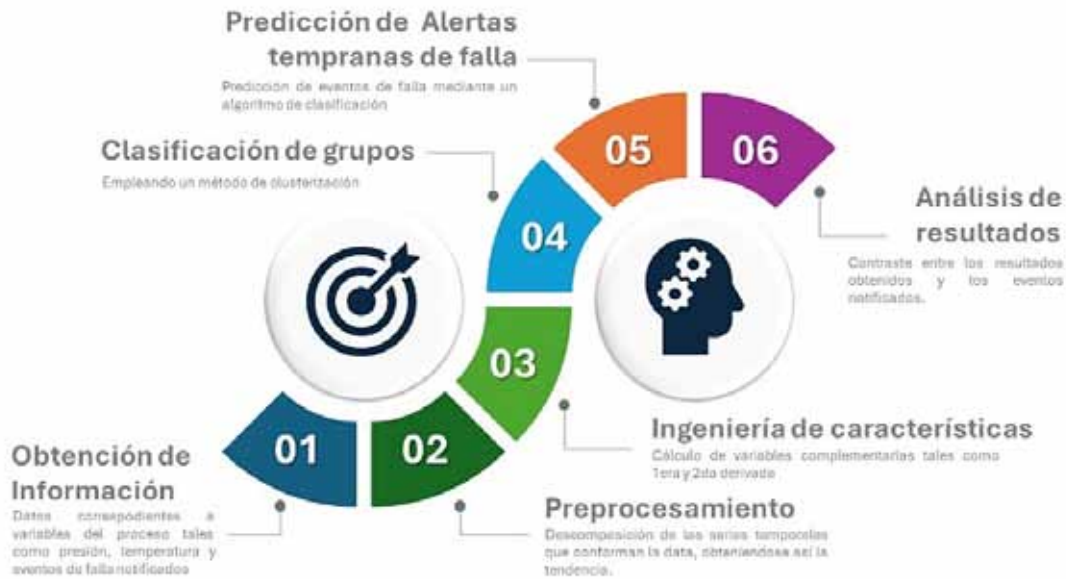 Predicción de Alertas
tempranas de falla
Predicción de eventos de falla mediante un
algoritmo de clasificación
Clasificación de grupos
Empleando un método de clusterización
05
06
04
03
01
02
Análisis de
resultados
Contraste entre los resultados
obtenidos y los eventos
notificados.
Ingeniería de características
Cálculo de variables complementarias tales como
1era y 2da derivada
Obtención de
Información
Datos correspodientes a
variables del proceso tales
como presión, temperatura y
eventos de falla notificados
Preprocesamiento
Descomposición de las series temporales
que conforman la data, obteniéndose así la
tendencia.